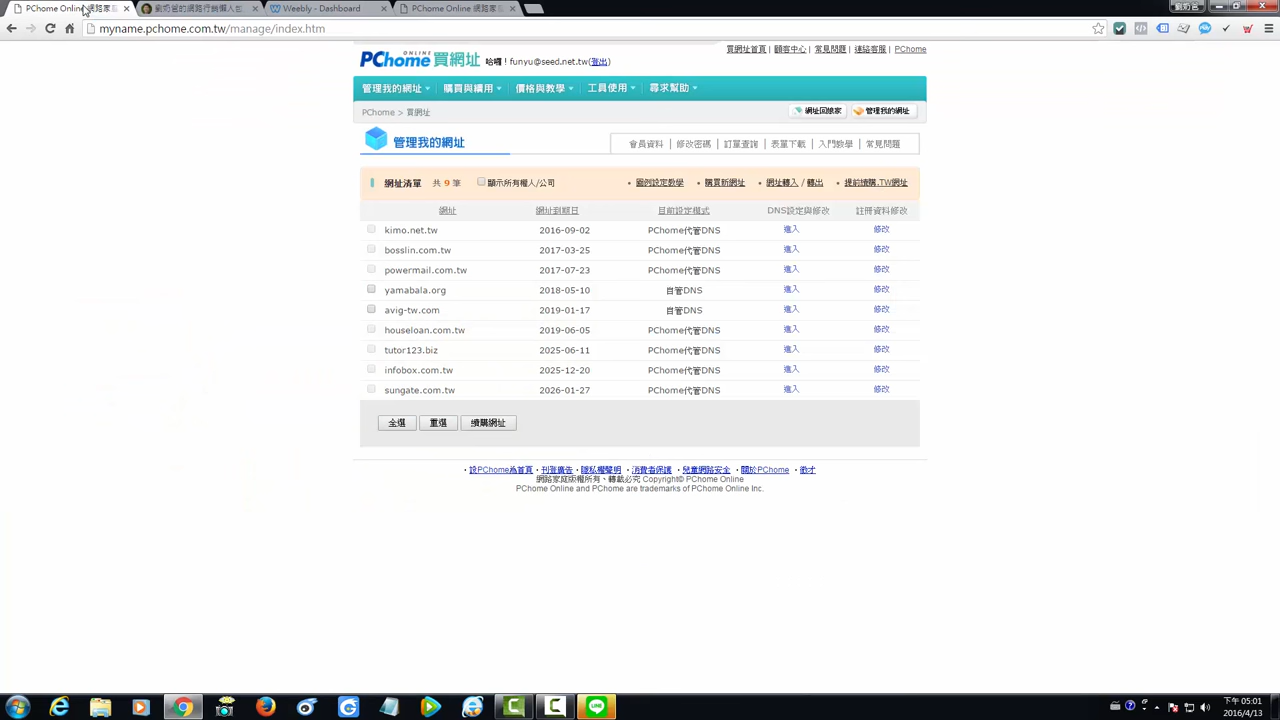 PChome Online 網路家
劉奶爸的網路行銷懶人包
Weebly - Dashboard
PChome Online 網路家
劉奶爸
myname.pchome.com.tw/manage/index.htm
PChome ONLINE 買網址
哈囉！funyu@seed.net.tw(登出)
買網址首頁 | 顧客中心 | 常見問題 | 連絡客服 | PChome
管理我的網址 購買與續用 價格與教學 工具使用 尋求幫助
PChome > 買網址
網址回娘家 管理我的網址
管理我的網址
會員資料 | 修改密碼 | 訂單查詢 | 表單下載 | 入門教學 | 常見問題
網址清單 共 9 筆 顯示所有權人/公司
• 圖例設定教學 • 購買新網址 • 網址轉入 / 轉出 • 提前續購.TW網址
網址 網址到期日 目前設定模式 DNS設定與修改 註冊資料修改
kimo.net.tw 2016-09-02 PChome代管DNS 進入 修改
bosslin.com.tw 2017-03-25 PChome代管DNS 進入 修改
powermail.com.tw 2017-07-23 PChome代管DNS 進入 修改
yamabala.org 2018-05-10 自管DNS 進入 修改
avig-tw.com 2019-01-17 自管DNS 進入 修改
houseloan.com.tw 2019-06-05 PChome代管DNS 進入 修改
tutor123.biz 2025-06-11 PChome代管DNS 進入 修改
infobox.com.tw 2025-12-20 PChome代管DNS 進入 修改
sungate.com.tw 2026-01-27 PChome代管DNS 進入 修改
全選 重選 續購網址
‧設PChome為首頁 ‧刊登廣告 ‧隱私權聲明 ‧消費者保護 ‧兒童網路安全 ‧關於PChome ‧徵才
網路家庭版權所有、轉載必究 Copyright© PChome Online
PChome Online and PChome are trademarks of PChome Online Inc.
下午 05:01
2016/4/13